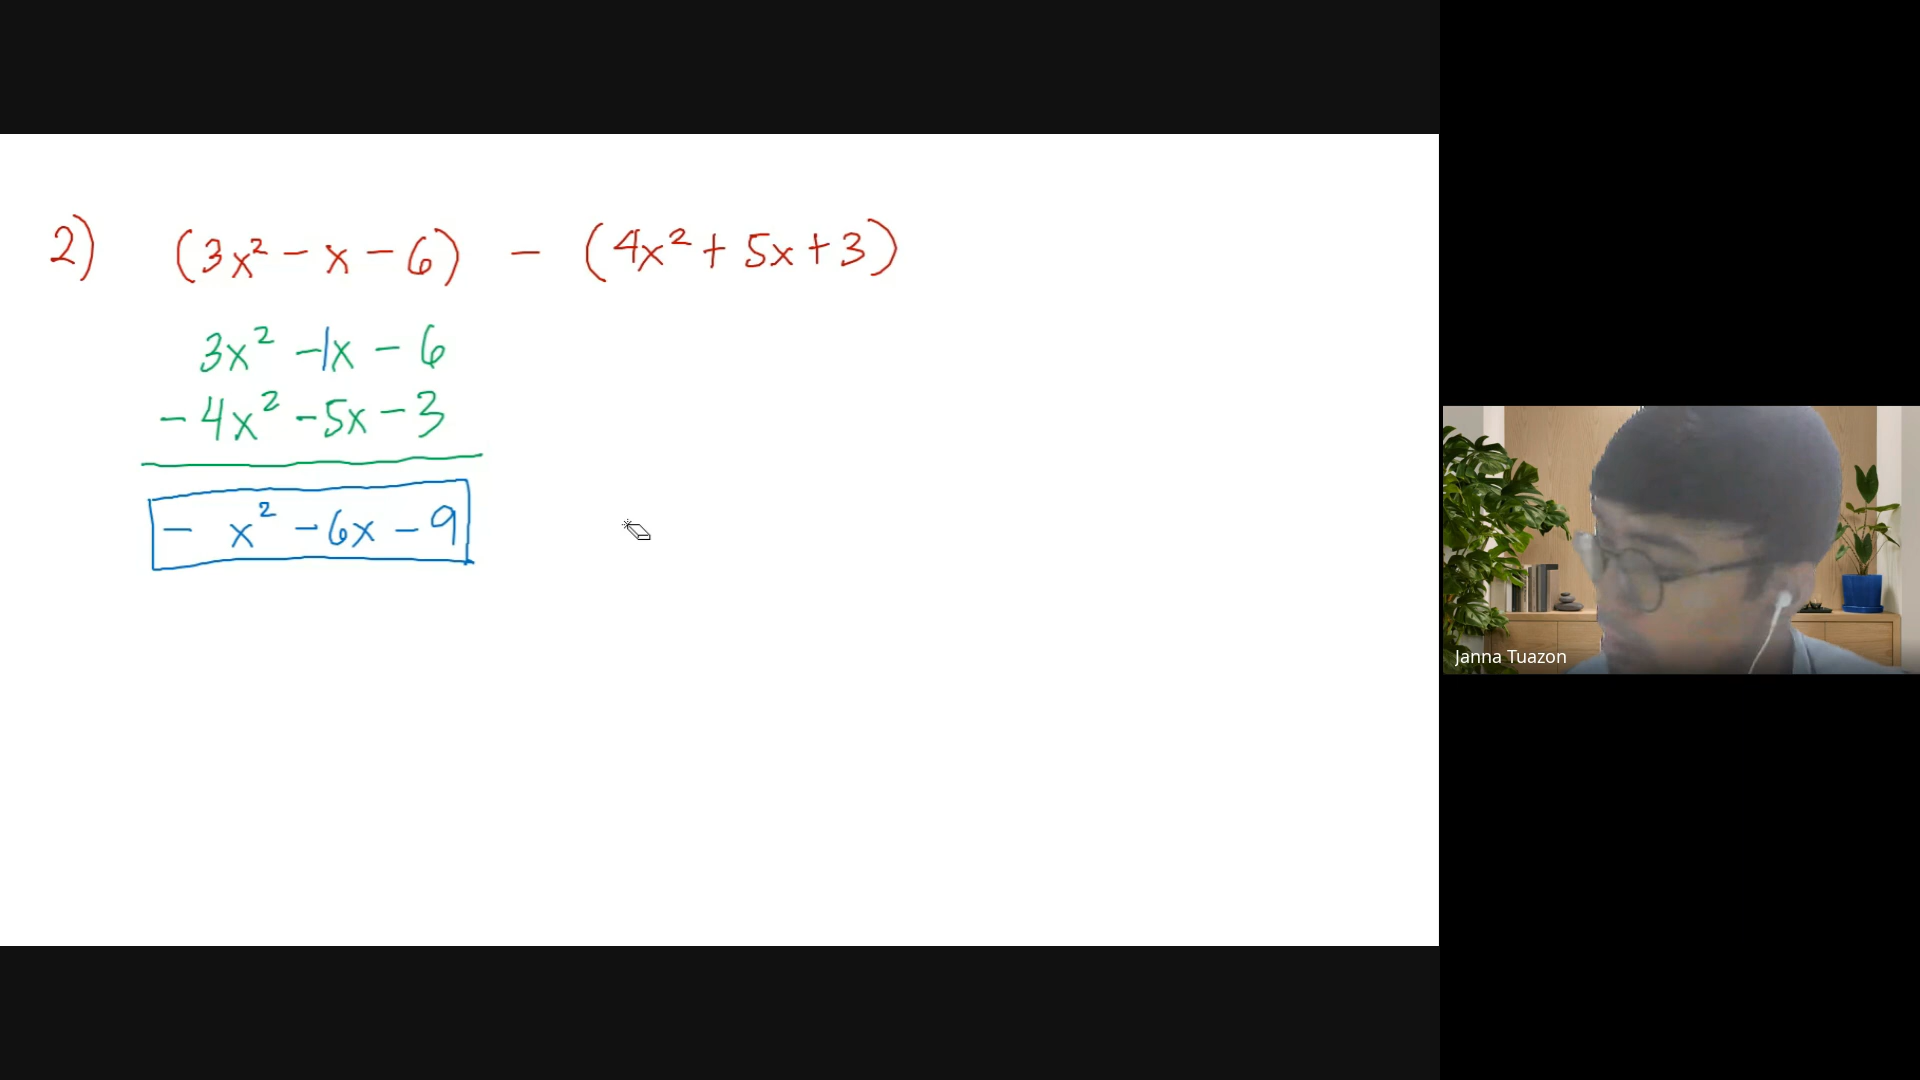 2) (3x² - x - 6) - (4x² + 5x + 3)
3x² -1x - 6
- 4x² -5x - 3
- x² -6x - 9
Janna Tuazon